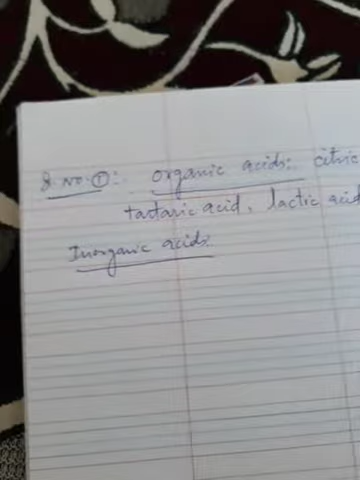 Q. No. ①:- Organic acids:- citric
tartaric acid, lactic acid
Inorganic acids: